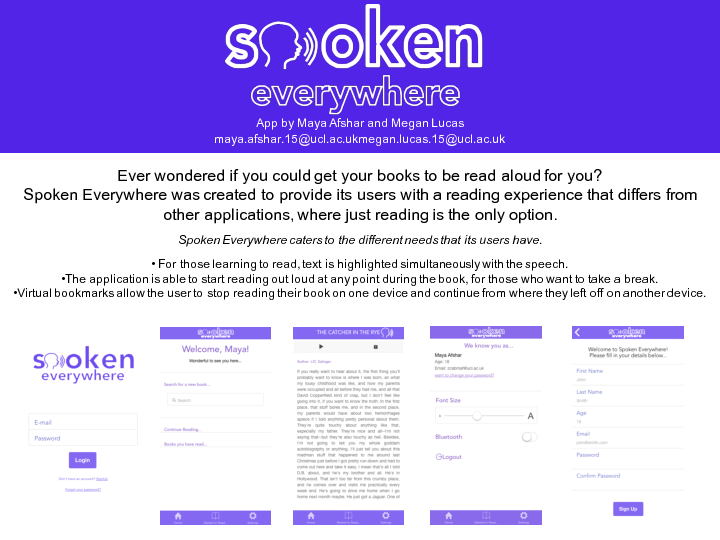 spoken
everywhere
App by Maya Afshar and Megan Lucas
maya.afshar.15@ucl.ac.ukmegan.lucas.15@ucl.ac.uk
Ever wondered if you could get your books to be read aloud for you?
Spoken Everywhere was created to provide its users with a reading experience that differs from
other applications, where just reading is the only option.
Spoken Everywhere caters to the different needs that its users have.
• For those learning to read, text is highlighted simultaneously with the speech.
•The application is able to start reading out loud at any point during the book, for those who want to take a break.
•Virtual bookmarks allow the user to stop reading their book on one device and continue from where they left off on another device.
spoken
everywhere
E-mail
Password
Login
Don't have an account? Sign Up
Forgot your password?
spoken
everywhere
Welcome, Maya!
Wonderful to see you here...
Search for a new book...
Search
Continue Reading...
Books you have read...
Home
Settings
THE CATCHER IN THE RYE
Author: J.D. Salinger
If you really want to hear about it, the first thing you'll
probably want to know is where I was born, an what
my lousy childhood was like, and how my parents
were occupied and all before they had me, and all that
David Copperfield kind of crap, but I don't feel like
going into it, if you want to know the truth. In the first
place, that stuff bores me, and in the second place,
my parents would have about two hemorrhages
apiece if I told anything pretty personal about them.
They're quite touchy about anything like that,
especially my father. They're nice and all--I'm not
saying that--but they're also touchy as hell. Besides,
I'm not going to tell you my whole goddam
autobiography or anything. I'll just tell you about this
madman stuff that happened to me around last
Christmas just before I got pretty run-down and had to
come out here and take it easy. I mean that's all I told
D.B. about, and he's my brother and all. He's in
Hollywood. That isn't too far from this crumby place,
and he comes over and visits me practically every
week end. He's going to drive me home when I go
home next month maybe. He just got a Jaguar. One of
Home
Settings
spoken
everywhere
We know you as...
Maya Afshar
Age: 18
want to change your password?
Font Size
A
Bluetooth
Logout
Home
Settings
spoken
everywhere
Welcome to Spoken Everywhere!
Please fill in your details below...
First Name
John
Last Name
Smith
Age
18
Email
Password
Confirm Password
Sign Up